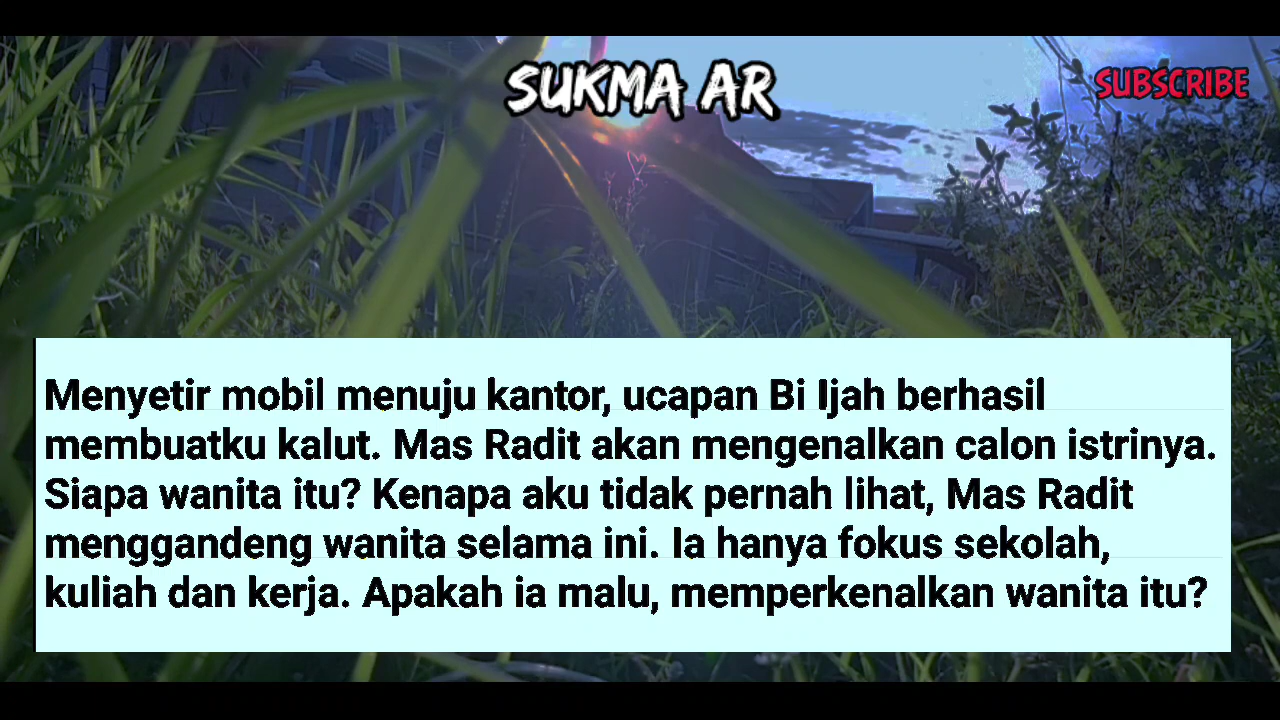 SUKMA AR
SUBSCRIBE
Menyetir mobil menuju kantor, ucapan Bi Ijah berhasil
membuatku kalut. Mas Radit akan mengenalkan calon istrinya.
Siapa wanita itu? Kenapa aku tidak pernah lihat, Mas Radit
menggandeng wanita selama ini. Ia hanya fokus sekolah,
kuliah dan kerja. Apakah ia malu, memperkenalkan wanita itu?